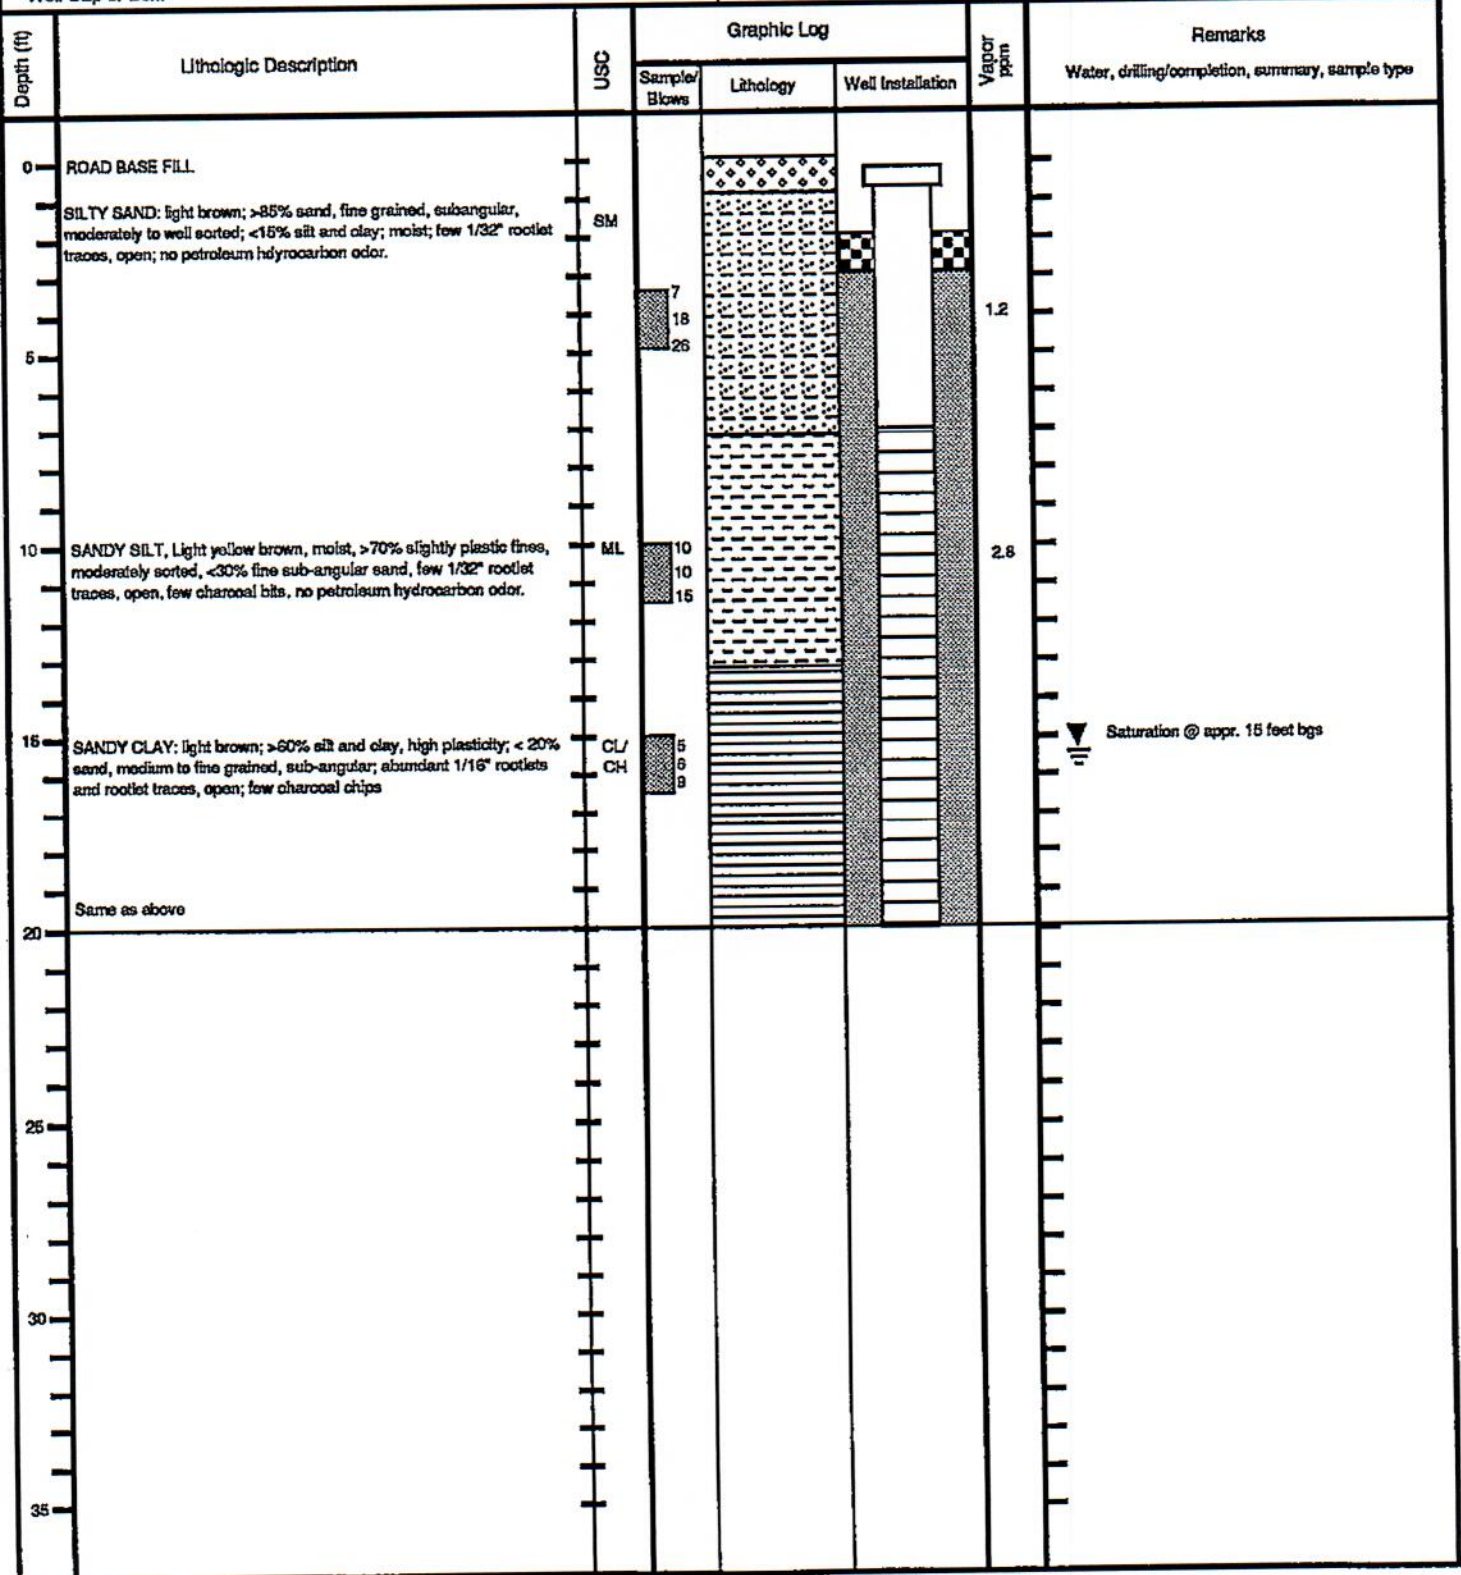 Depth (ft)
Lithologic Description
USC
Graphic Log
Sample/
Blows
Lithology
Well Installation
Vapor
ppm
Remarks
Water, drilling/completion, summary, sample type
0
ROAD BASE FILL
SILTY SAND: light brown; >85% sand, fine grained, subangular,
moderately to well sorted; <15% silt and clay; moist; few 1/32" rootlet
traces, open; no petroleum hdyrocarbon odor.
SM
7
18
26
1.2
5
10
SANDY SILT, Light yellow brown, moist, >70% slightly plastic fines,
moderately sorted, <30% fine sub-angular sand, few 1/32" rootlet
traces, open, few charcoal bits, no petroleum hydrocarbon odor.
ML
10
10
15
2.8
15
SANDY CLAY: light brown; >60% silt and clay, high plasticity; < 20%
sand, medium to fine grained, sub-angular; abundant 1/16" rootlets
and rootlet traces, open; few charcoal chips
CL/
CH
5
6
9
Saturation @ appr. 15 feet bgs
Same as above
20
25
30
35